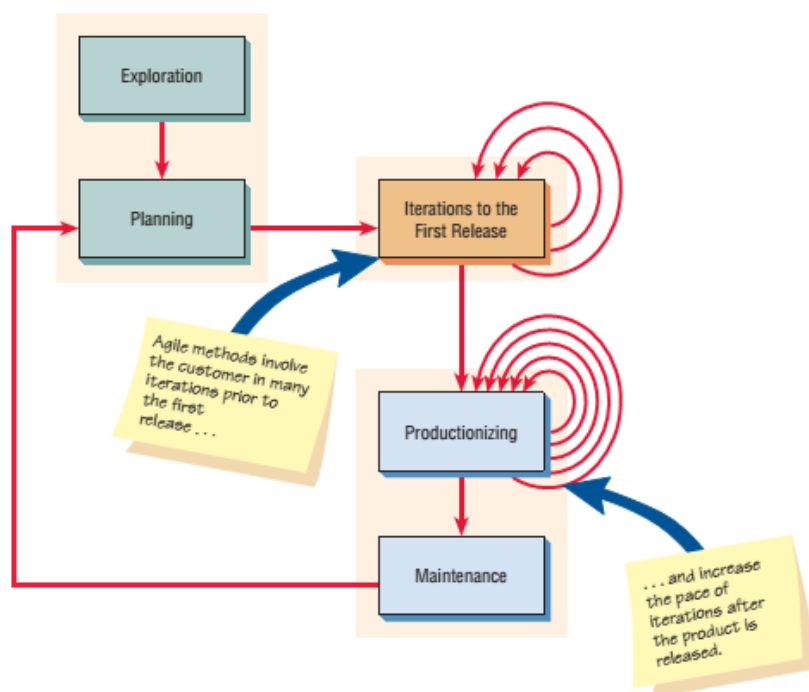 Exploration
Planning
Iterations to the
First Release
Agile methods involve
the customer in many
iterations prior to
the first
release . . .
Productionizing
Maintenance
. . . and increase
the pace of
iterations after
the product is
released.